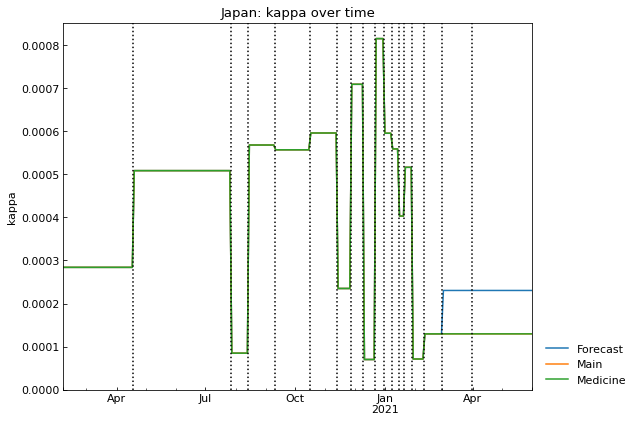 Japan: kappa over time
0.0008
0.0007
0.0006
0.0005
0.0004
0.0003
0.0002
0.0001
0.0000
kappa
Apr Jul Oct Jan Apr
2021
Forecast
Main
Medicine